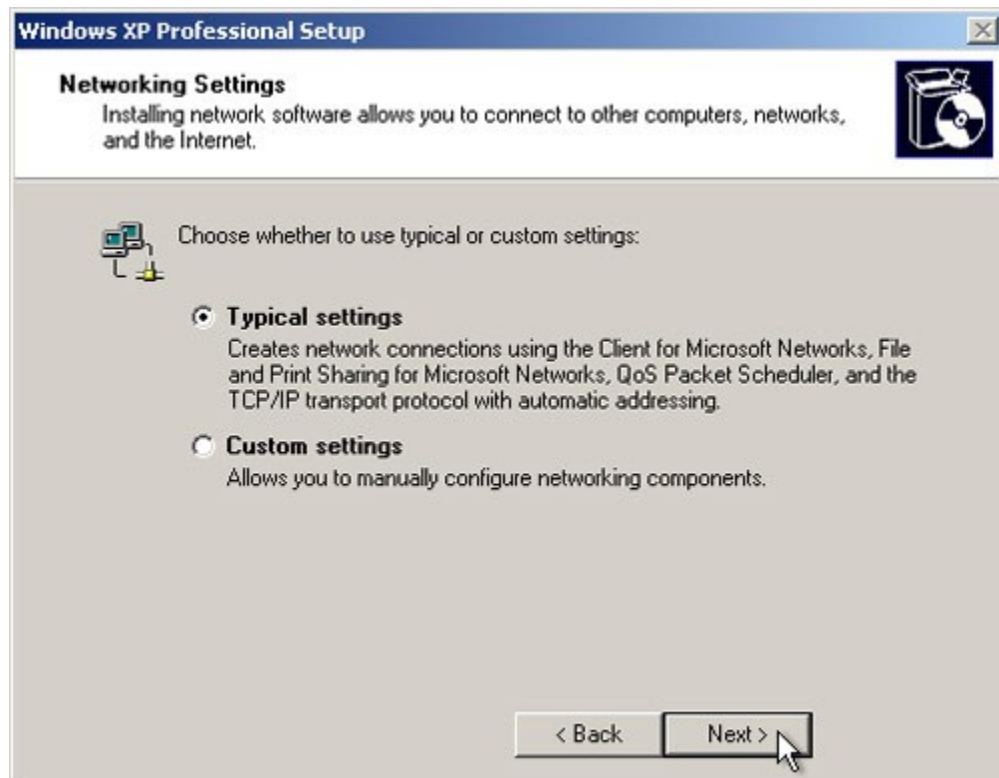 Windows XP Professional Setup
Networking Settings
Installing network software allows you to connect to other computers, networks,
and the Internet.
Choose whether to use typical or custom settings:
Typical settings
Creates network connections using the Client for Microsoft Networks, File
and Print Sharing for Microsoft Networks, QoS Packet Scheduler, and the
TCP/IP transport protocol with automatic addressing.
Custom settings
Allows you to manually configure networking components.
< Back
Next >